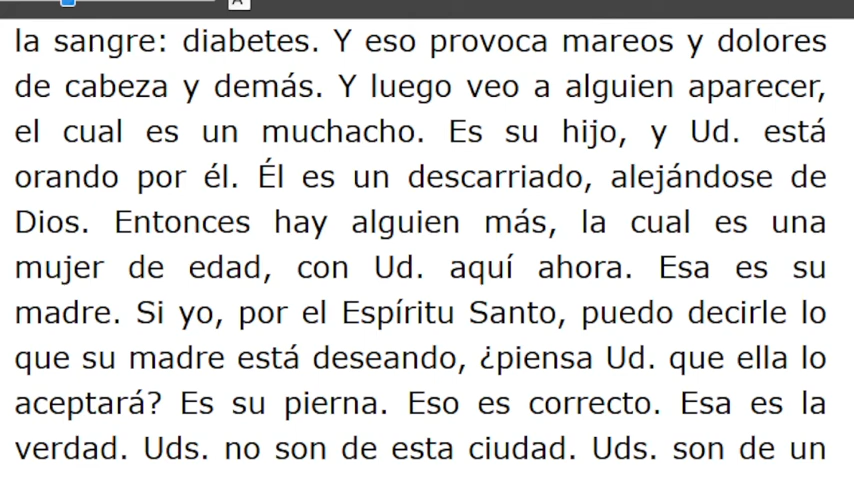 la sangre: diabetes. Y eso provoca mareos y dolores
de cabeza y demás. Y luego veo a alguien aparecer,
el cual es un muchacho. Es su hijo, y Ud. está
orando por él. Él es un descarriado, alejándose de
Dios. Entonces hay alguien más, la cual es una
mujer de edad, con Ud. aquí ahora. Esa es su
madre. Si yo, por el Espíritu Santo, puedo decirle lo
que su madre está deseando, ¿piensa Ud. que ella lo
aceptará? Es su pierna. Eso es correcto. Esa es la
verdad. Uds. no son de esta ciudad. Uds. son de un